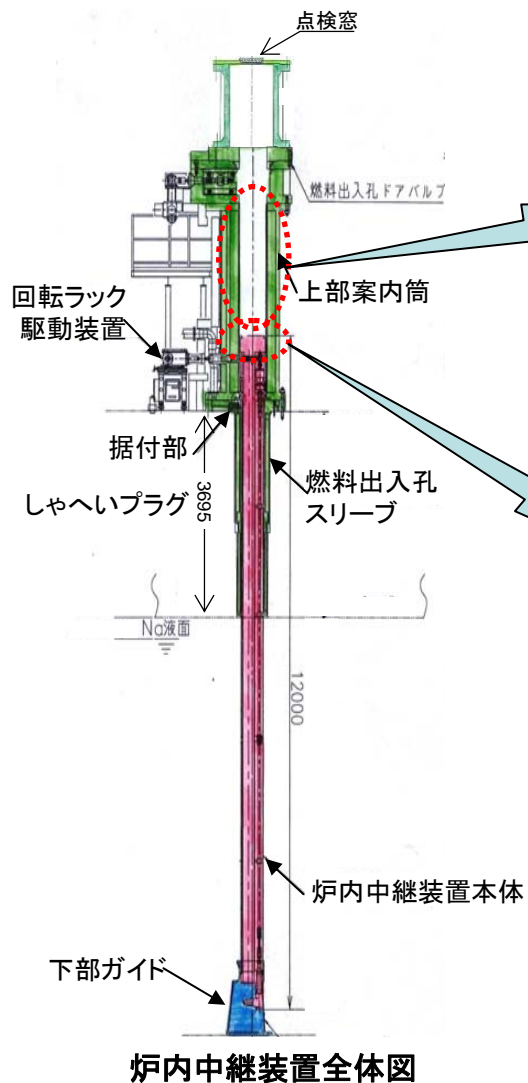 点検窓
燃料出入孔ドアバルブ
上部案内筒
回転ラック
駆動装置
据付部
燃料出入孔
スリーブ
しゃへいプラグ
3695
Na液面
12000
炉内中継装置本体
下部ガイド
炉内中継装置全体図